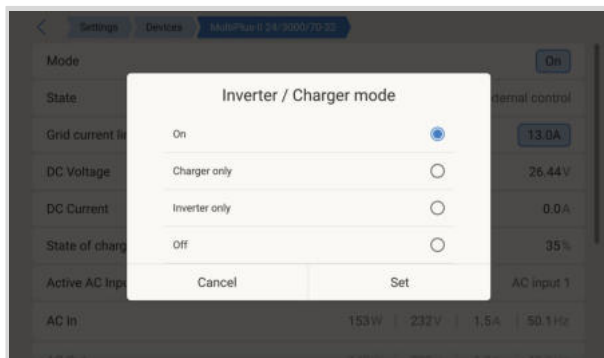 Settings Devices MultiPlus-II 24/3000/70-32
Mode On
State ternal control
Inverter / Charger mode
Grid current lin 13.0A
On
DC Voltage 26.44V
Charger only
DC Current 0.0A
Inverter only
State of charg 35%
Off
Active AC Inpu AC input 1
Cancel Set
AC In 153W 232V 1.5A 50.1Hz